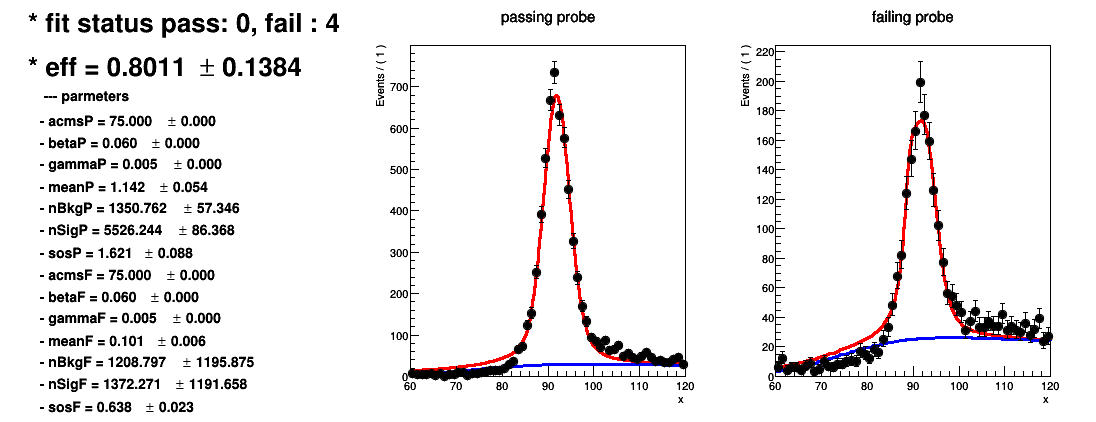 * fit status pass: 0, fail : 4
* eff = 0.8011 ± 0.1384
--- parmeters
- acmsP = 75.000 ± 0.000
- betaP = 0.060 ± 0.000
- gammaP = 0.005 ± 0.000
- meanP = 1.142 ± 0.054
- nBkgP = 1350.762 ± 57.346
- nSigP = 5526.244 ± 86.368
- sosP = 1.621 ± 0.088
- acmsF = 75.000 ± 0.000
- betaF = 0.060 ± 0.000
- gammaF = 0.005 ± 0.000
- meanF = 0.101 ± 0.006
- nBkgF = 1208.797 ± 1195.875
- nSigF = 1372.271 ± 1191.658
- sosF = 0.638 ± 0.023
passing probe
Events / ( 1 )
700
600
500
400
300
200
100
0
60 70 80 90 100 110 120
x
failing probe
Events / ( 1 )
220
200
180
160
140
120
100
80
60
40
20
0
60 70 80 90 100 110 120
x